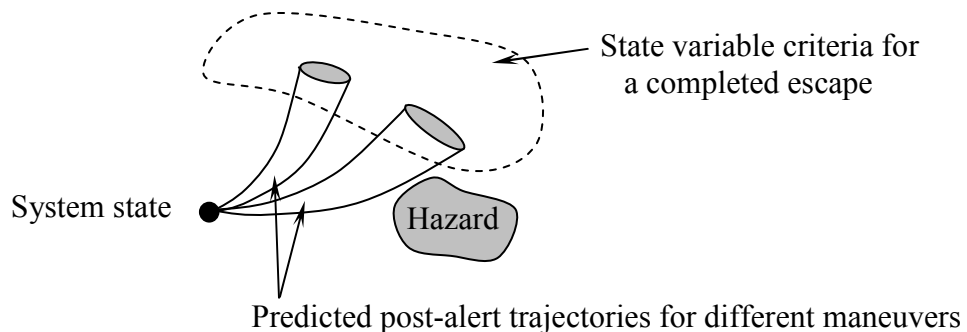 State variable criteria for
a completed escape
System state
Hazard
Predicted post-alert trajectories for different maneuvers